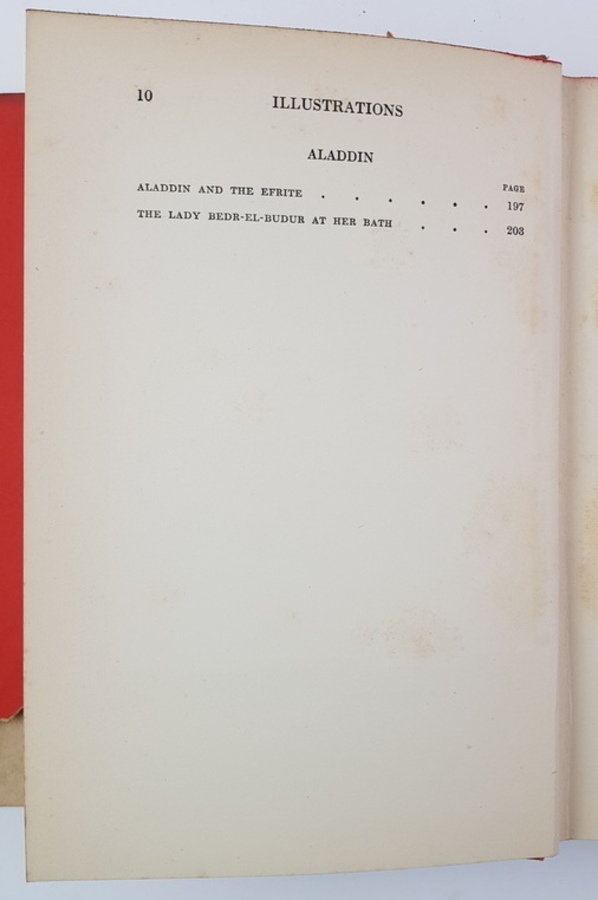 10 ILLUSTRATIONS
ALADDIN
PAGE
ALADDIN AND THE EFRITE . . . . . . 197
THE LADY BEDR-EL-BUDUR AT HER BATH . . . 203